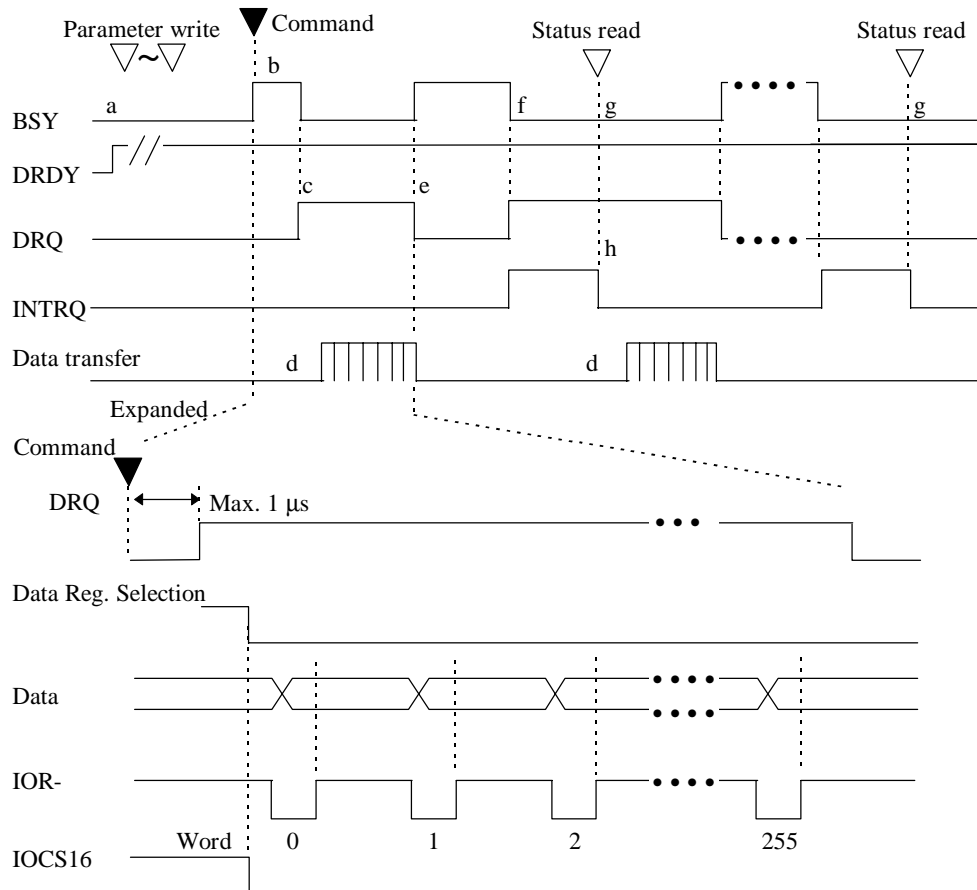 Parameter write
Command
Status read
Status read
~
b
a
f
g
g
BSY
DRDY
c
e
DRQ
h
INTRQ
Data transfer
d
d
Expanded
Command
DRQ
Max. 1 μs
Data Reg. Selection
Data
IOR-
Word
0
1
2
255
IOCS16